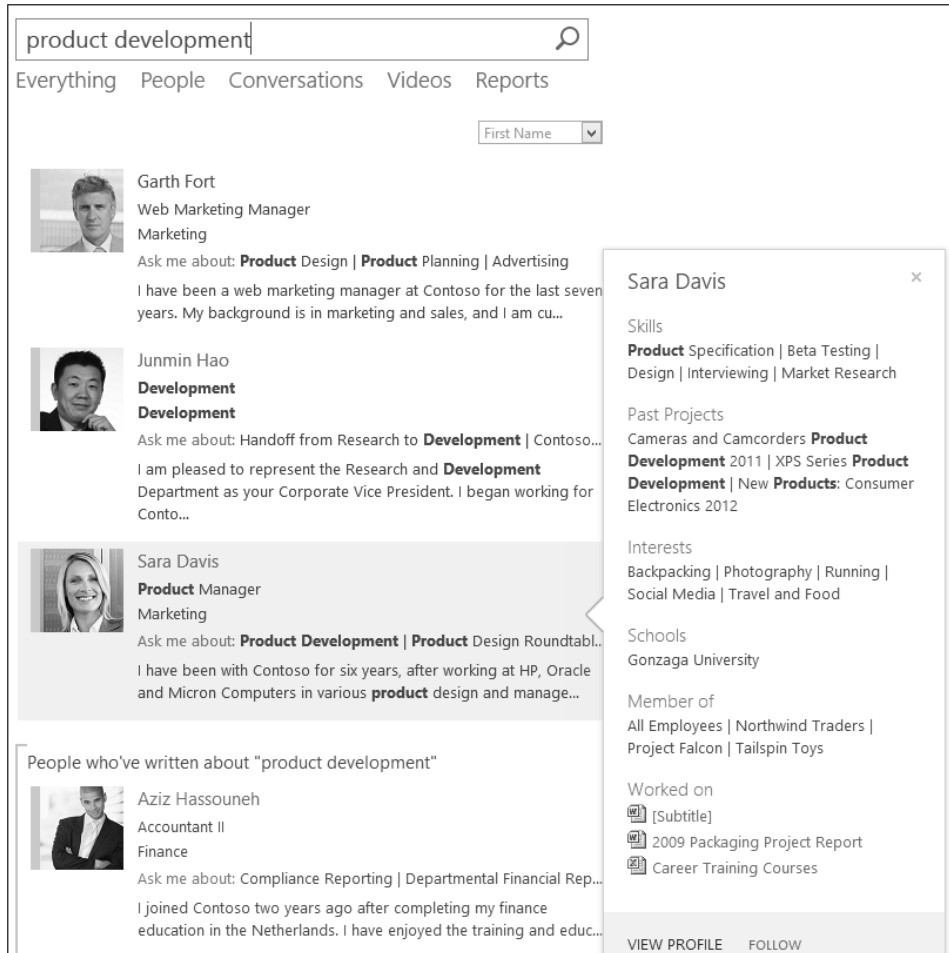 product development
Everything People Conversations Videos Reports
First Name
Garth Fort
Web Marketing Manager
Marketing
Ask me about: Product Design | Product Planning | Advertising
I have been a web marketing manager at Contoso for the last seven
years. My background is in marketing and sales, and I am cu...
Junmin Hao
Development
Development
Ask me about: Handoff from Research to Development | Contoso...
I am pleased to represent the Research and Development
Department as your Corporate Vice President. I began working for
Conto...
Sara Davis
Product Manager
Marketing
Ask me about: Product Development | Product Design Roundtabl...
I have been with Contoso for six years, after working at HP, Oracle
and Micron Computers in various product design and manage...
People who've written about "product development"
Aziz Hassouneh
Accountant II
Finance
Ask me about: Compliance Reporting | Departmental Financial Rep...
I joined Contoso two years ago after completing my finance
education in the Netherlands. I have enjoyed the training and educ...
Sara Davis
Skills
Product Specification | Beta Testing |
Design | Interviewing | Market Research
Past Projects
Cameras and Camcorders Product
Development 2011 | XPS Series Product
Development | New Products: Consumer
Electronics 2012
Interests
Backpacking | Photography | Running |
Social Media | Travel and Food
Schools
Gonzaga University
Member of
All Employees | Northwind Traders |
Project Falcon | Tailspin Toys
Worked on
[Subtitle]
2009 Packaging Project Report
Career Training Courses
VIEW PROFILE FOLLOW